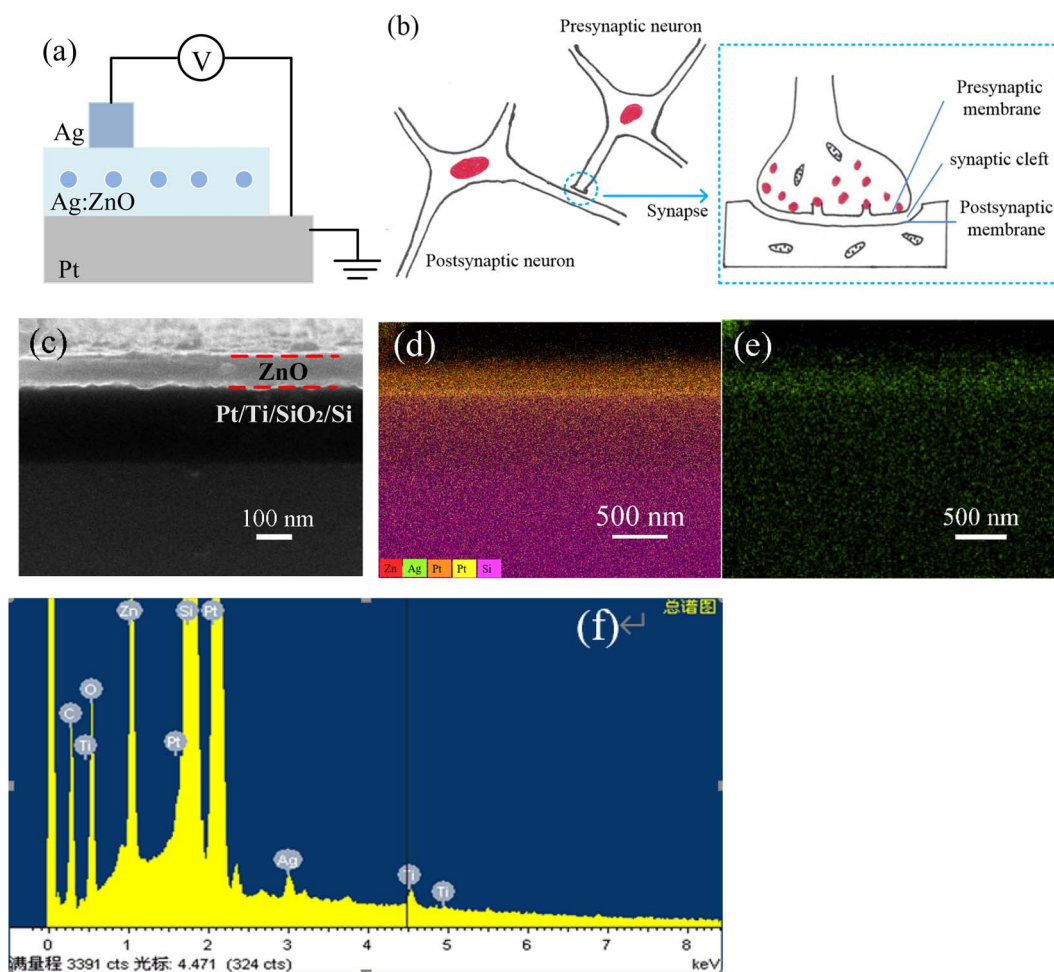 (a)
V
Ag
Ag:ZnO
Pt
(b)
Presynaptic neuron
Postsynaptic neuron
Synapse
Presynaptic
membrane
synaptic cleft
Postsynaptic
membrane
(c)
ZnO
Pt/Ti/SiO₂/Si
100 nm
(d)
500 nm
Zn Ag Pt Pt Si
(e)
500 nm
(f)↵
总谱图
Zn Si Pt
O
C
Ti Pt
Ag
Ti
Ti
0 1 2 3 4 5 6 7 8
满量程 3391 cts 光标: 4.471 (324 cts) keV